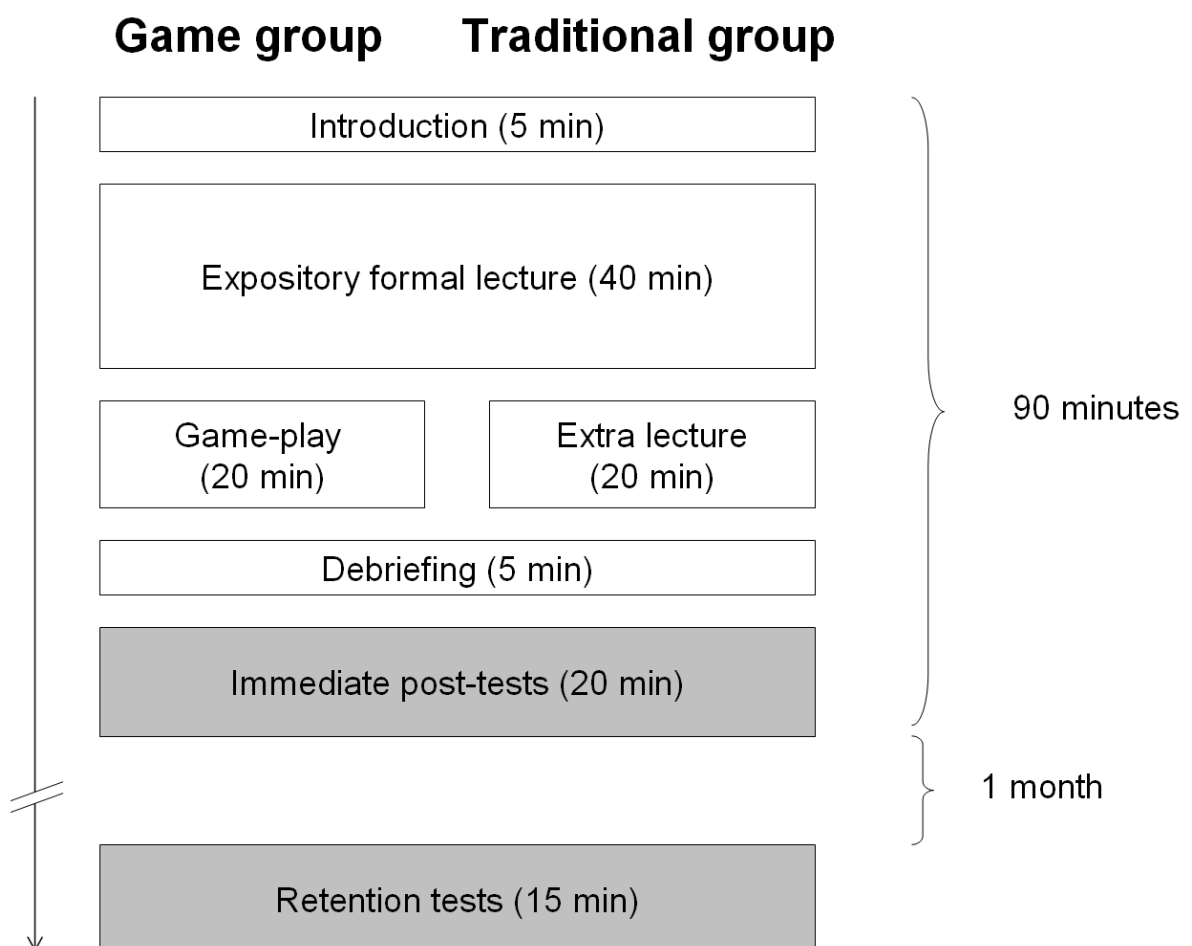 Game group
Traditional group
Introduction (5 min)
Expository formal lecture (40 min)
Game-play
(20 min)
Extra lecture
(20 min)
90 minutes
Debriefing (5 min)
Immediate post-tests (20 min)
1 month
Retention tests (15 min)